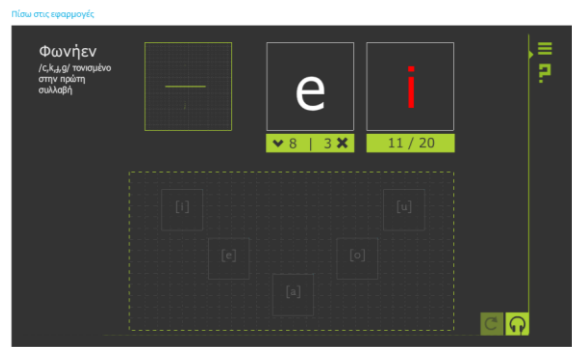 Πίσω στις εφαρμογές
Φωνήεν
/c,k,ɟ,g/ τονισμένο
στην πρώτη
συλλαβή
e i
8 | 3 11 / 20
[i] [u]
[e] [o]
[a]